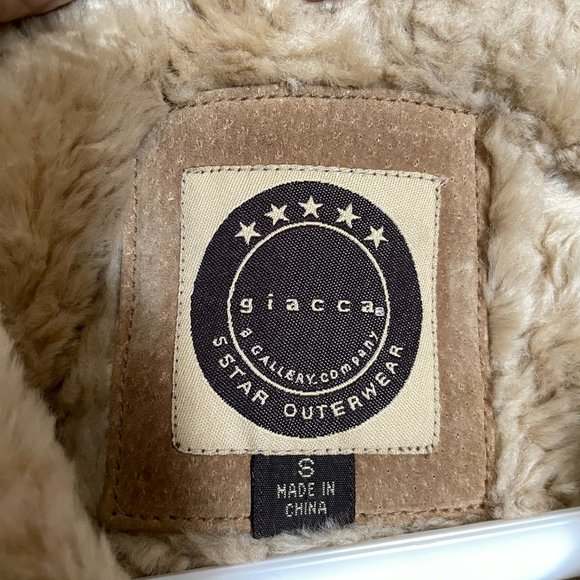 giacca
a GALLERY company
5 STAR OUTERWEAR
S
MADE IN
CHINA